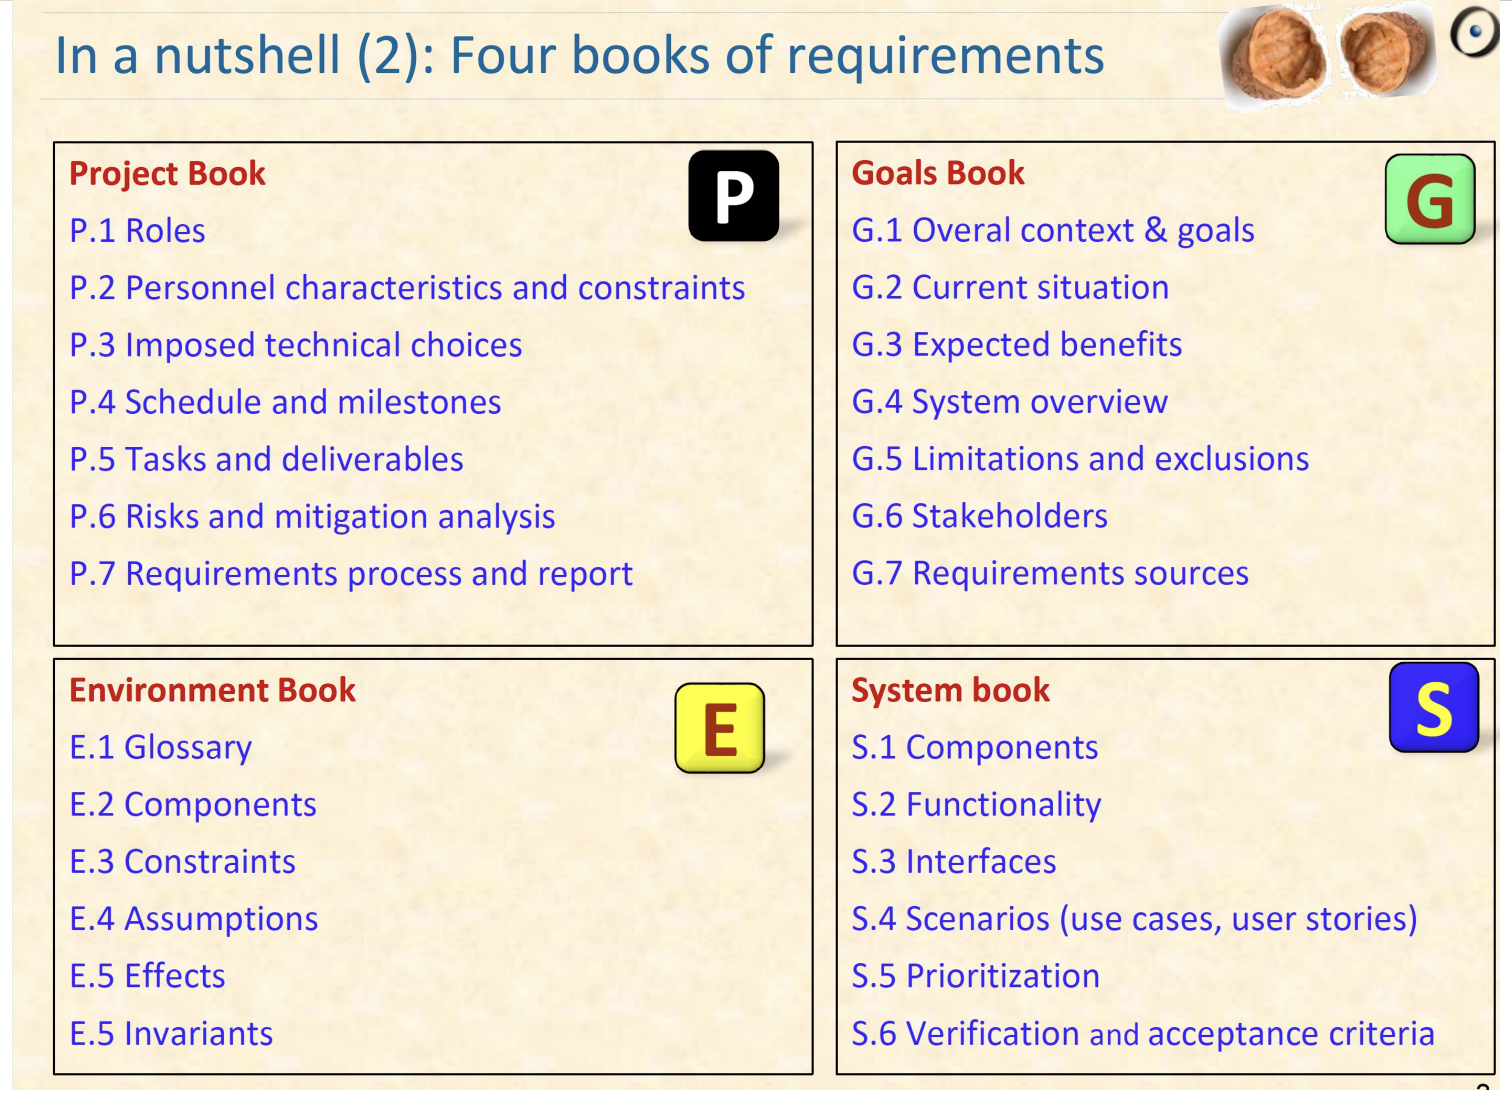 In a nutshell (2): Four books of requirements
Project Book
P
P.1 Roles
P.2 Personnel characteristics and constraints
P.3 Imposed technical choices
P.4 Schedule and milestones
P.5 Tasks and deliverables
P.6 Risks and mitigation analysis
P.7 Requirements process and report
Goals Book
G
G.1 Overal context & goals
G.2 Current situation
G.3 Expected benefits
G.4 System overview
G.5 Limitations and exclusions
G.6 Stakeholders
G.7 Requirements sources
Environment Book
E
E.1 Glossary
E.2 Components
E.3 Constraints
E.4 Assumptions
E.5 Effects
E.5 Invariants
System book
S
S.1 Components
S.2 Functionality
S.3 Interfaces
S.4 Scenarios (use cases, user stories)
S.5 Prioritization
S.6 Verification and acceptance criteria